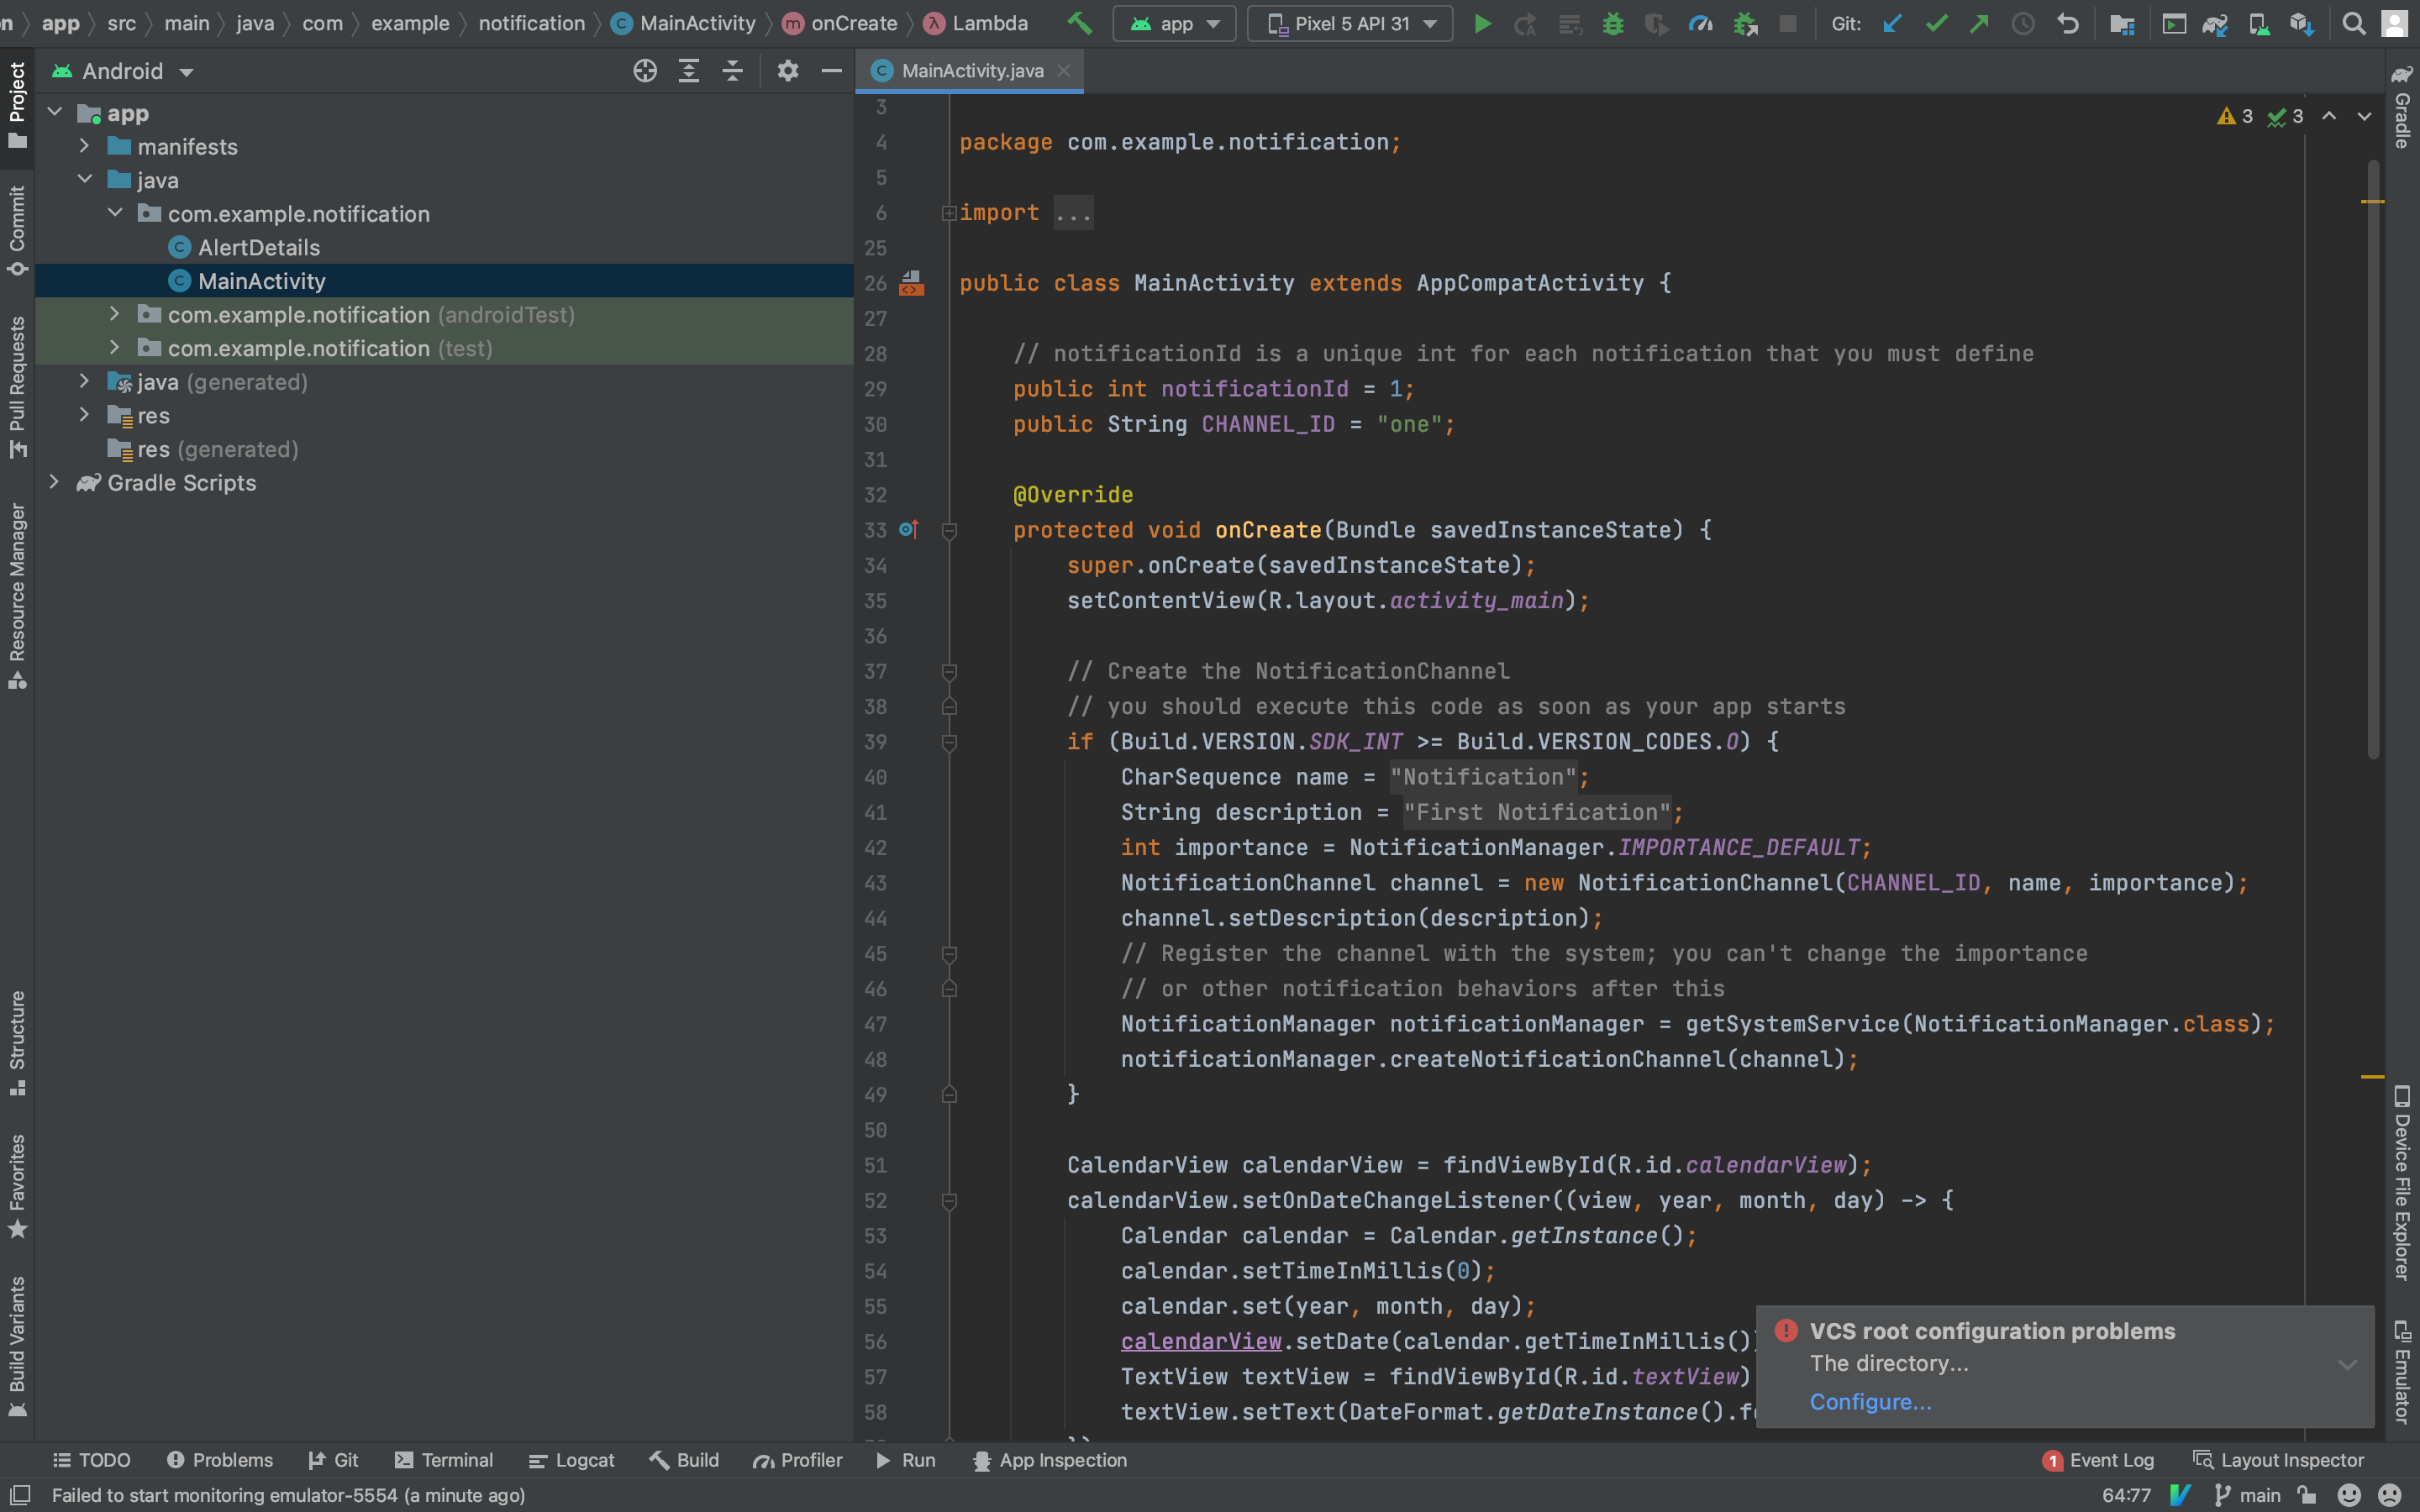 n app src main java com example notification MainActivity onCreate Lambda app Pixel 5 API 31 Git:
Android
MainActivity.java
Project
Commit
Pull Requests
Resource Manager
Structure
Favorites
Build Variants
app
manifests
java
com.example.notification
AlertDetails
MainActivity
com.example.notification (androidTest)
com.example.notification (test)
java (generated)
res
res (generated)
Gradle Scripts
3 3
3
4 package com.example.notification;
5
6 import ...
25
26 public class MainActivity extends AppCompatActivity {
27
28 // notificationId is a unique int for each notification that you must define
29 public int notificationId = 1;
30 public String CHANNEL_ID = "one";
31
32 @Override
33 protected void onCreate(Bundle savedInstanceState) {
34 super.onCreate(savedInstanceState);
35 setContentView(R.layout.activity_main);
36
37 // Create the NotificationChannel
38 // you should execute this code as soon as your app starts
39 if (Build.VERSION.SDK_INT >= Build.VERSION_CODES.O) {
40 CharSequence name = "Notification";
41 String description = "First Notification";
42 int importance = NotificationManager.IMPORTANCE_DEFAULT;
43 NotificationChannel channel = new NotificationChannel(CHANNEL_ID, name, importance);
44 channel.setDescription(description);
45 // Register the channel with the system; you can't change the importance
46 // or other notification behaviors after this
47 NotificationManager notificationManager = getSystemService(NotificationManager.class);
48 notificationManager.createNotificationChannel(channel);
49 }
50
51 CalendarView calendarView = findViewById(R.id.calendarView);
52 calendarView.setOnDateChangeListener((view, year, month, day) -> {
53 Calendar calendar = Calendar.getInstance();
54 calendar.setTimeInMillis(0);
55 calendar.set(year, month, day);
56 calendarView.setDate(calendar.getTimeInMillis()
57 TextView textView = findViewById(R.id.textView)
58 textView.setText(DateFormat.getDateInstance().f
VCS root configuration problems
The directory...
Configure...
Gradle
Device File Explorer
Emulator
TODO Problems Git Terminal Logcat Build Profiler Run App Inspection 1 Event Log Layout Inspector
Failed to start monitoring emulator-5554 (a minute ago) 64:77 main